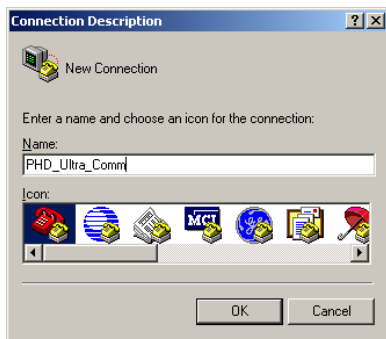 Connection Description
New Connection
Enter a name and choose an icon for the connection:
Name:
PHD_Ultra_Comm
Icon:
MCI
OK Cancel